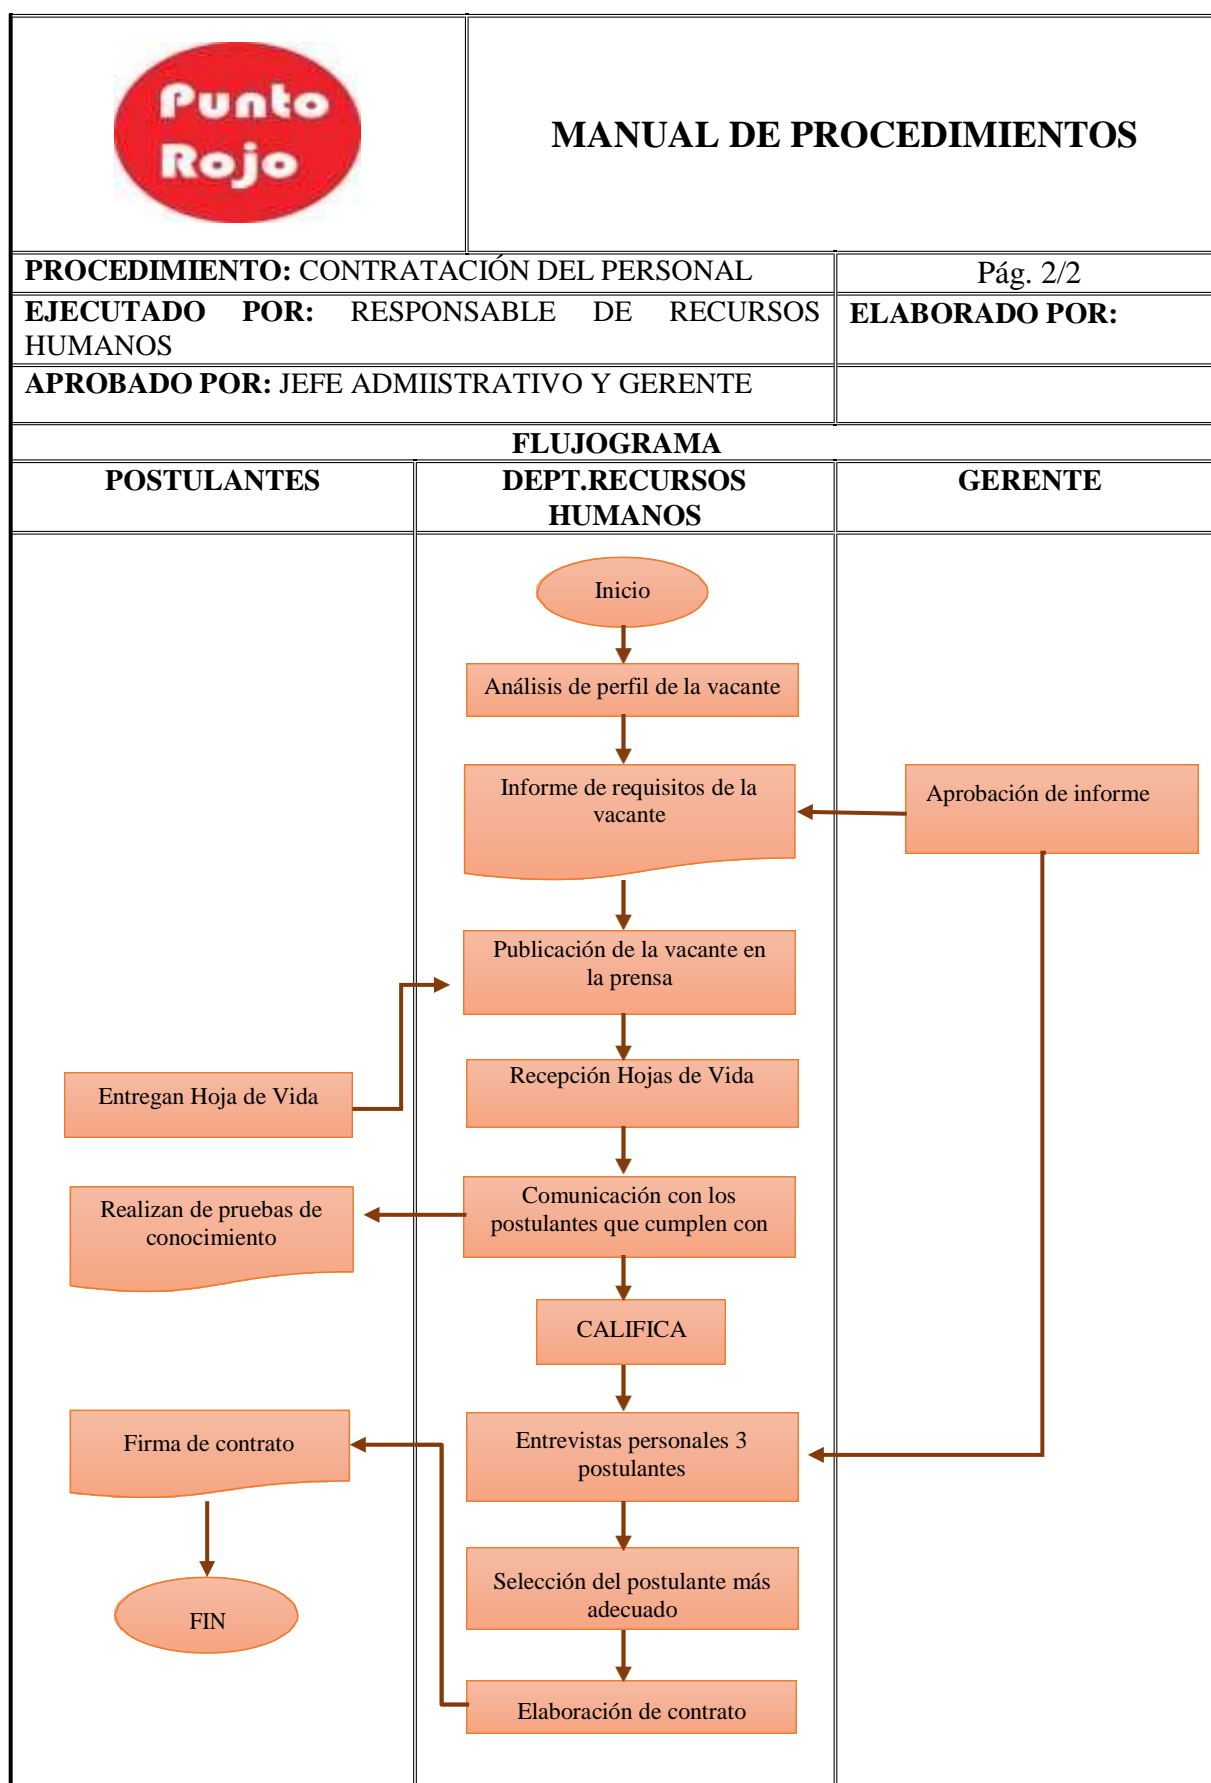 Punto
Rojo
MANUAL DE PROCEDIMIENTOS
PROCEDIMIENTO: CONTRATACIÓN DEL PERSONAL
Pág. 2/2
EJECUTADO POR: RESPONSABLE DE RECURSOS
HUMANOS
ELABORADO POR:
APROBADO POR: JEFE ADMIISTRATIVO Y GERENTE
FLUJOGRAMA
POSTULANTES
DEPT.RECURSOS
HUMANOS
GERENTE
Inicio
Análisis de perfil de la vacante
Informe de requisitos de la
vacante
Aprobación de informe
Publicación de la vacante en
la prensa
Recepción Hojas de Vida
Entregan Hoja de Vida
Comunicación con los
postulantes que cumplen con
Realizan de pruebas de
conocimiento
CALIFICA
Entrevistas personales 3
postulantes
Firma de contrato
Selección del postulante más
adecuado
FIN
Elaboración de contrato